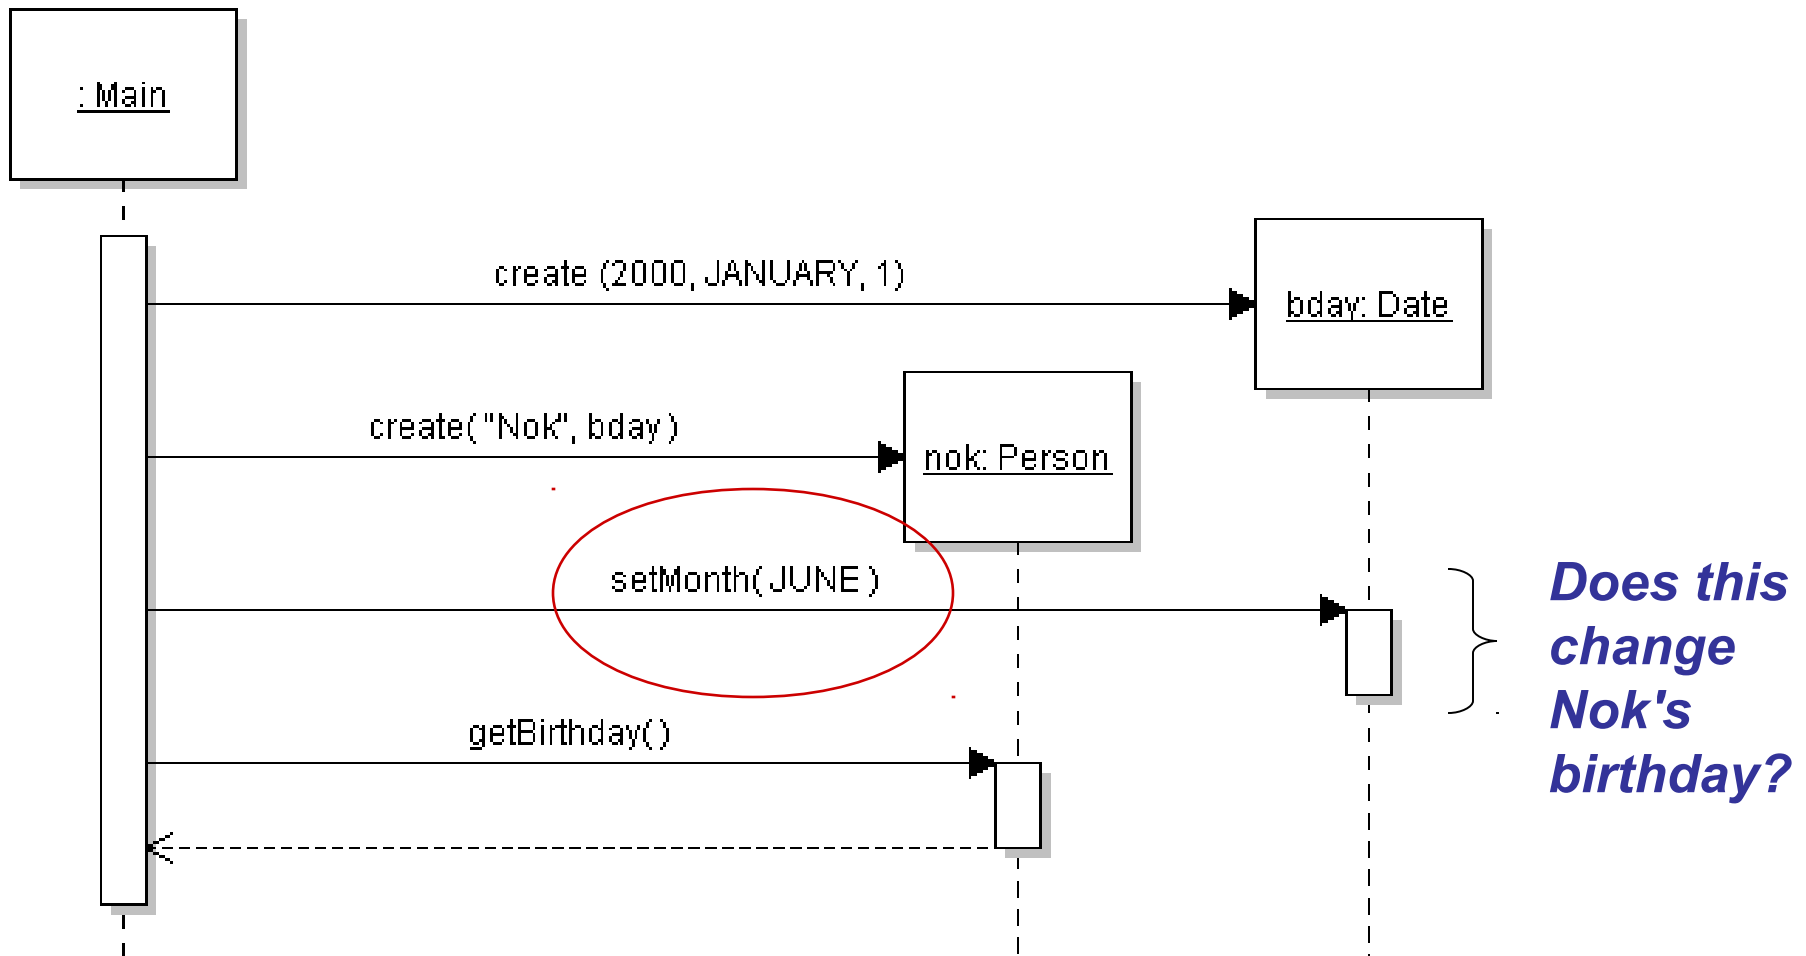 : Main
create (2000, JANUARY, 1)
bday: Date
create( "Nok", bday )
nok: Person
setMonth( JUNE )
Does this
change
Nok's
birthday?
getBirthday( )